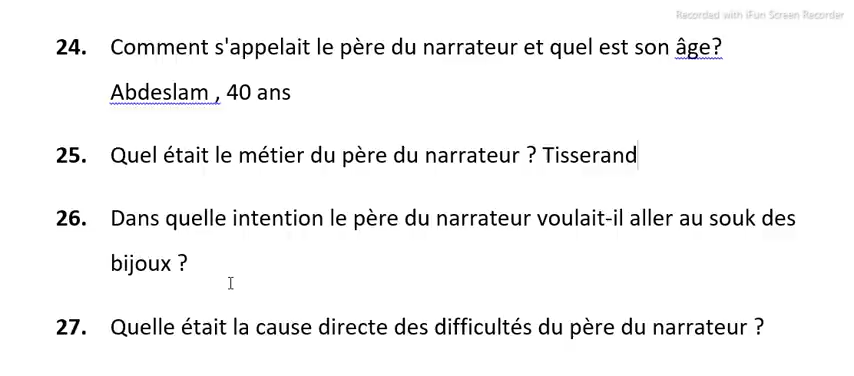 Recorded with iFun Screen Recorder
24. Comment s'appelait le père du narrateur et quel est son âge?
Abdeslam , 40 ans
25. Quel était le métier du père du narrateur ? Tisserand
26. Dans quelle intention le père du narrateur voulait-il aller au souk des
bijoux ?
27. Quelle était la cause directe des difficultés du père du narrateur ?